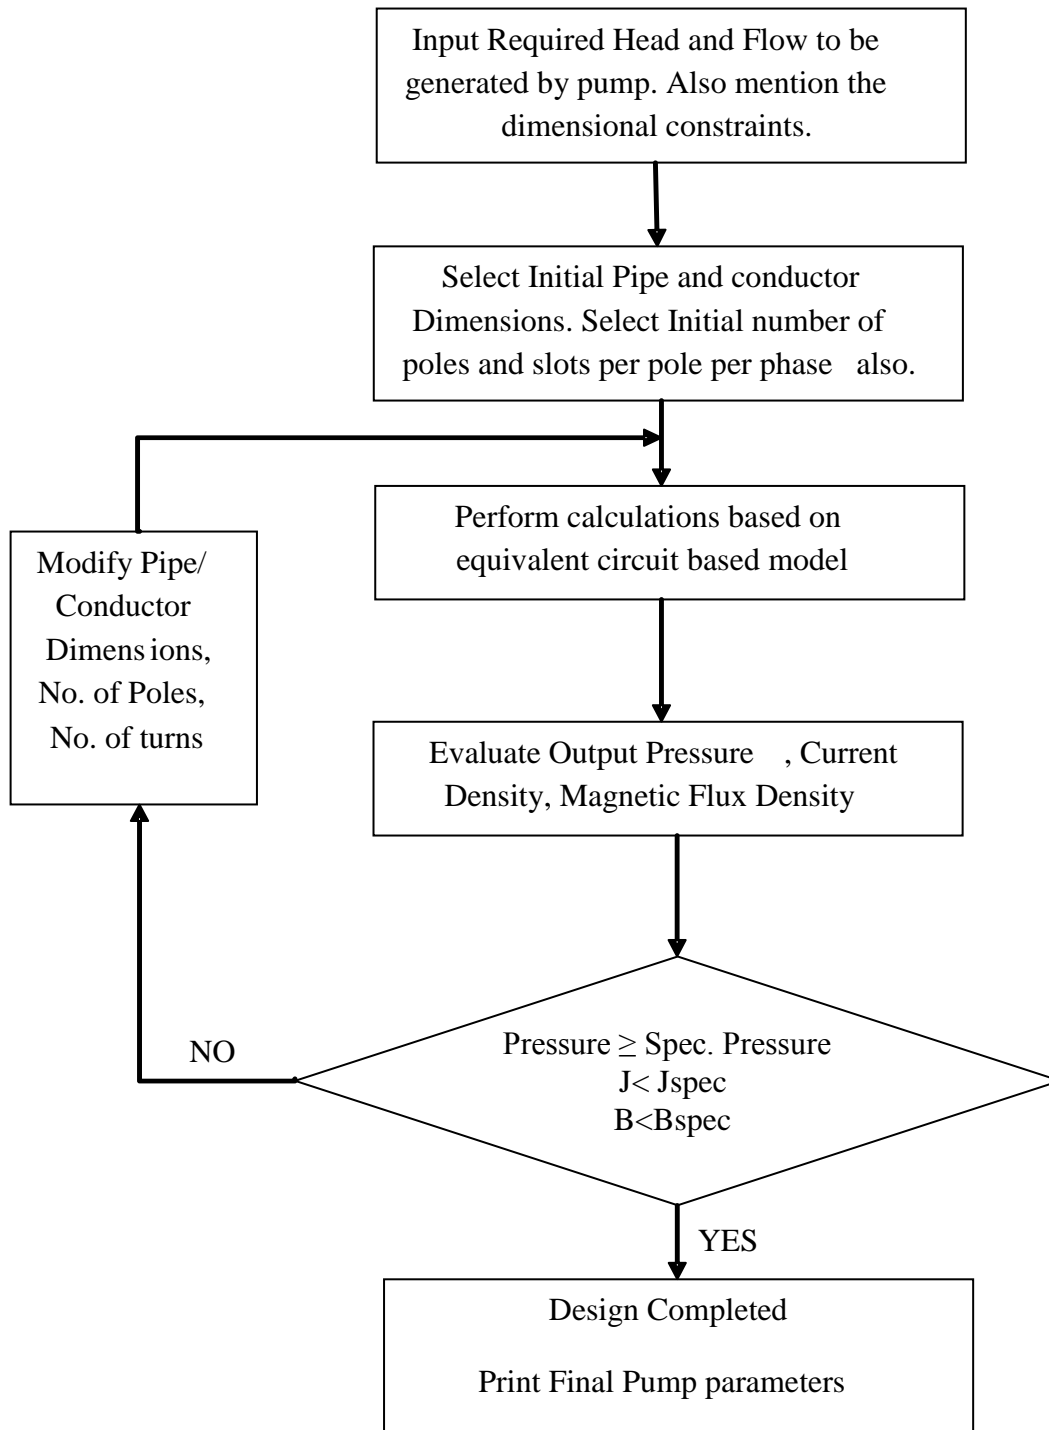 Input Required Head and Flow to be
generated by pump. Also mention the
dimensional constraints.
Select Initial Pipe and conductor
Dimensions. Select Initial number of
poles and slots per pole per phase also.
Perform calculations based on
equivalent circuit based model
Modify Pipe/
Conductor
Dimensions,
No. of Poles,
No. of turns
Evaluate Output Pressure , Current
Density, Magnetic Flux Density
Pressure ≥ Spec. Pressure
J< Jspec
B<Bspec
NO
YES
Design Completed
Print Final Pump parameters